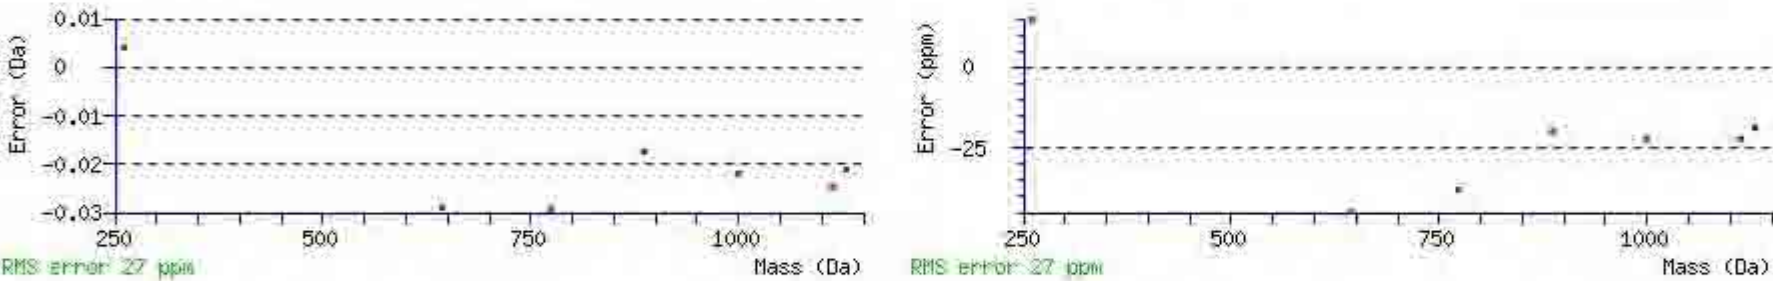 0.01
0
-0.01
-0.02
-0.03
Error (Da)
250 500 750 1000
RMS error 27 ppm
Mass (Da)
0
-25
Error (ppm)
250 500 750 1000
RMS error 27 ppm
Mass (Da)